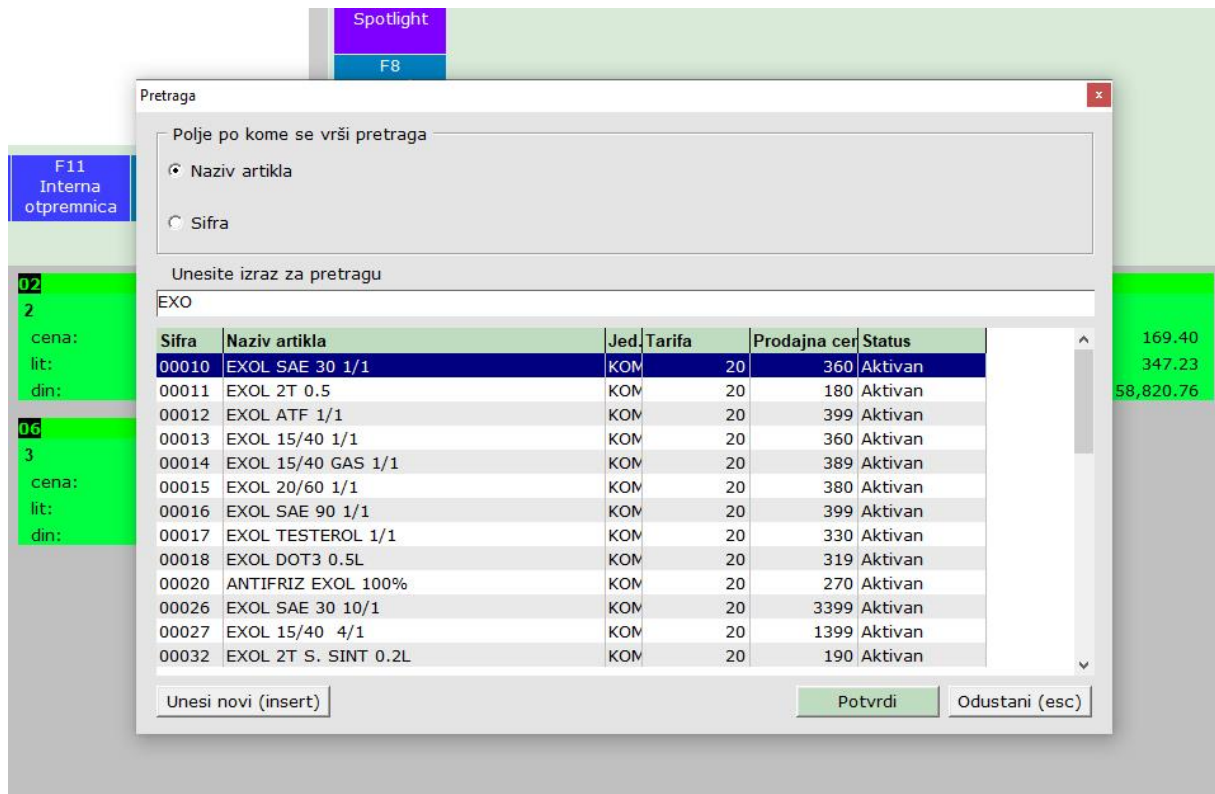 Spotlight
F8
Pretraga
x
Polje po kome se vrši pretraga
Naziv artikla
Sifra
F11
Interna
otpremnica
Unesite izraz za pretragu
EXO
Sifra Naziv artikla Jed. Tarifa Prodajna cer Status
00010 EXOL SAE 30 1/1 KOM 20 360 Aktivan
00011 EXOL 2T 0.5 KOM 20 180 Aktivan
00012 EXOL ATF 1/1 KOM 20 399 Aktivan
00013 EXOL 15/40 1/1 KOM 20 360 Aktivan
00014 EXOL 15/40 GAS 1/1 KOM 20 389 Aktivan
00015 EXOL 20/60 1/1 KOM 20 380 Aktivan
00016 EXOL SAE 90 1/1 KOM 20 399 Aktivan
00017 EXOL TESTEROL 1/1 KOM 20 330 Aktivan
00018 EXOL DOT3 0.5L KOM 20 319 Aktivan
00020 ANTIFRIZ EXOL 100% KOM 20 270 Aktivan
00026 EXOL SAE 30 10/1 KOM 20 3399 Aktivan
00027 EXOL 15/40 4/1 KOM 20 1399 Aktivan
00032 EXOL 2T S. SINT 0.2L KOM 20 190 Aktivan
Unesi novi (insert) Potvrdi Odustani (esc)
02
2
cena:
lit:
din:
06
3
cena:
lit:
din:
169.40
347.23
58,820.76